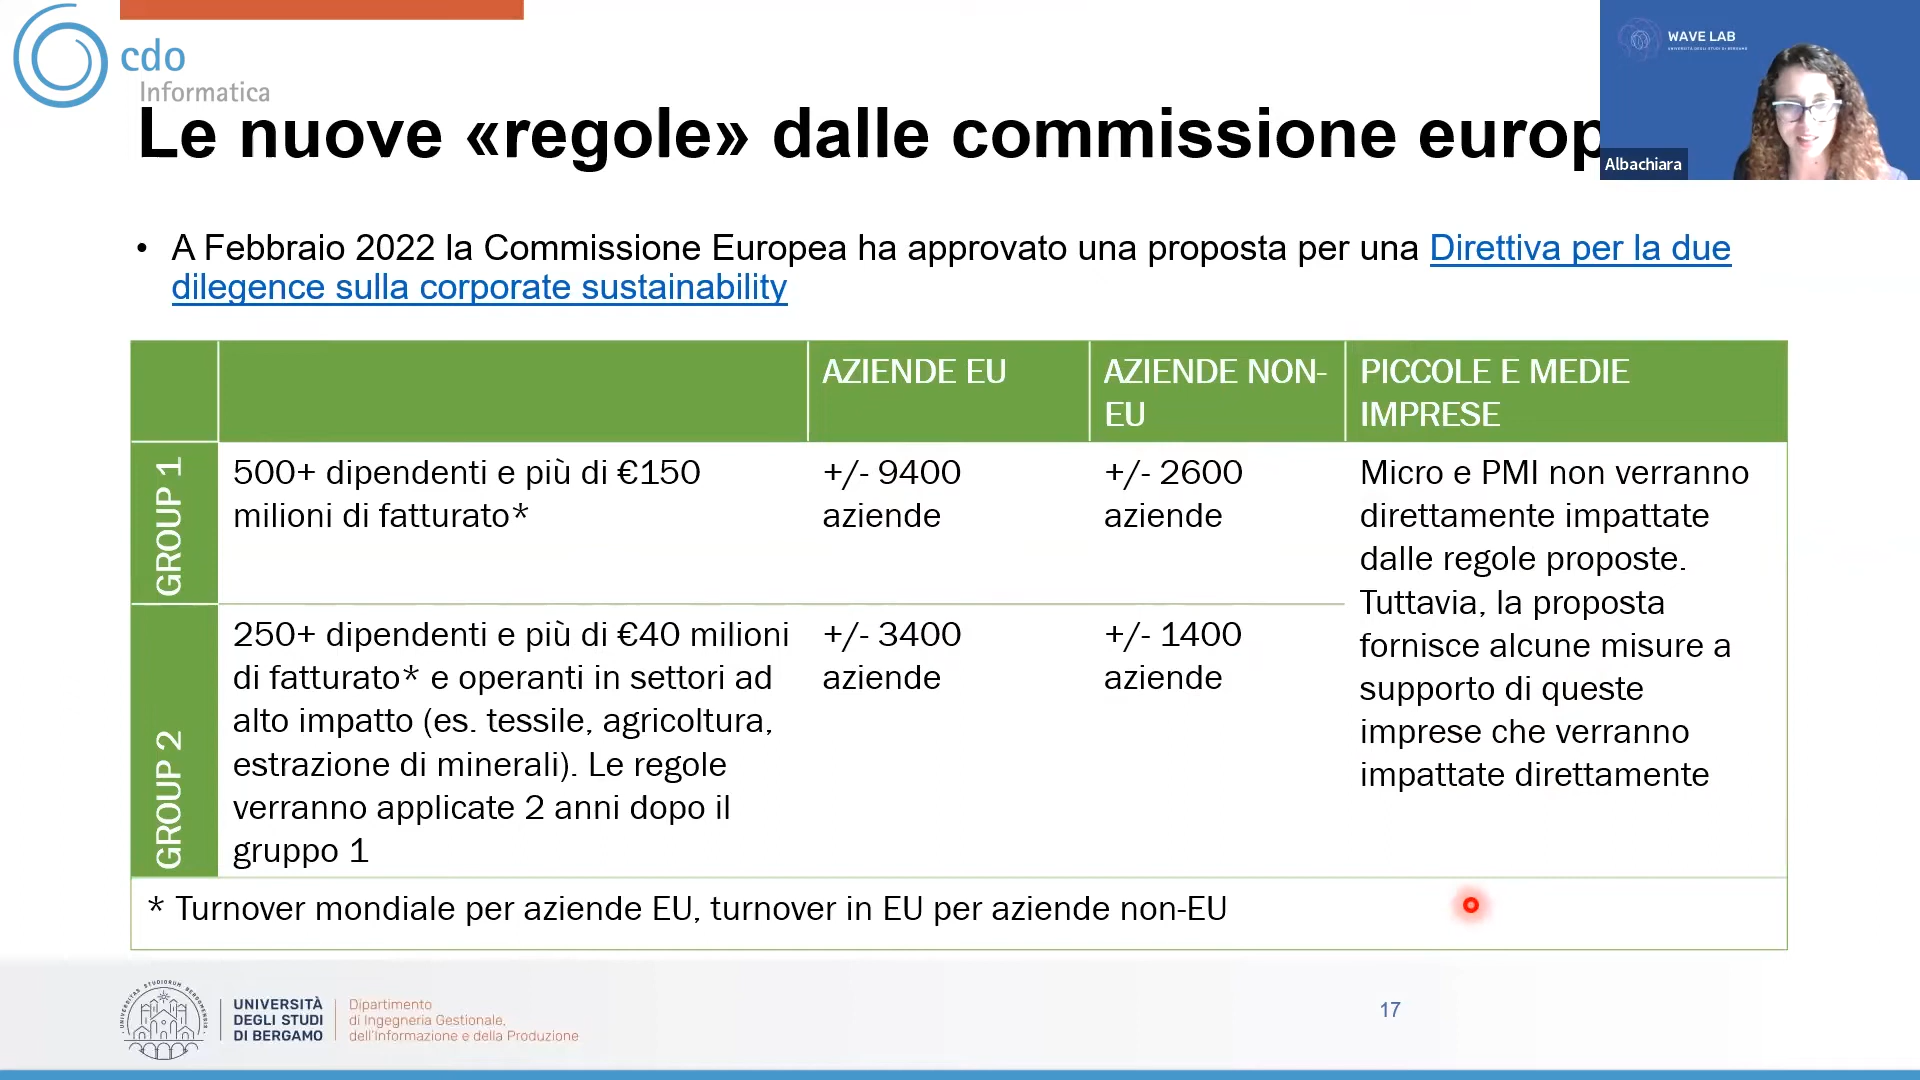 cdo
Informatica
WAVE LAB
Albachiara
Le nuove «regole» dalle commissione europ
• A Febbraio 2022 la Commissione Europea ha approvato una proposta per una Direttiva per la due
dilegence sulla corporate sustainability
AZIENDE EU
AZIENDE NON-
EU
PICCOLE E MEDIE
IMPRESE
GROUP 1
500+ dipendenti e più di €150
milioni di fatturato*
+/- 9400
aziende
+/- 2600
aziende
Micro e PMI non verranno
direttamente impattate
dalle regole proposte.
Tuttavia, la proposta
fornisce alcune misure a
supporto di queste
imprese che verranno
impattate direttamente
GROUP 2
250+ dipendenti e più di €40 milioni
di fatturato* e operanti in settori ad
alto impatto (es. tessile, agricoltura,
estrazione di minerali). Le regole
verranno applicate 2 anni dopo il
gruppo 1
+/- 3400
aziende
+/- 1400
aziende
* Turnover mondiale per aziende EU, turnover in EU per aziende non-EU
UNIVERSITÀ
DEGLI STUDI
DI BERGAMO
Dipartimento
di Ingegneria Gestionale,
dell'Informazione e della Produzione
17